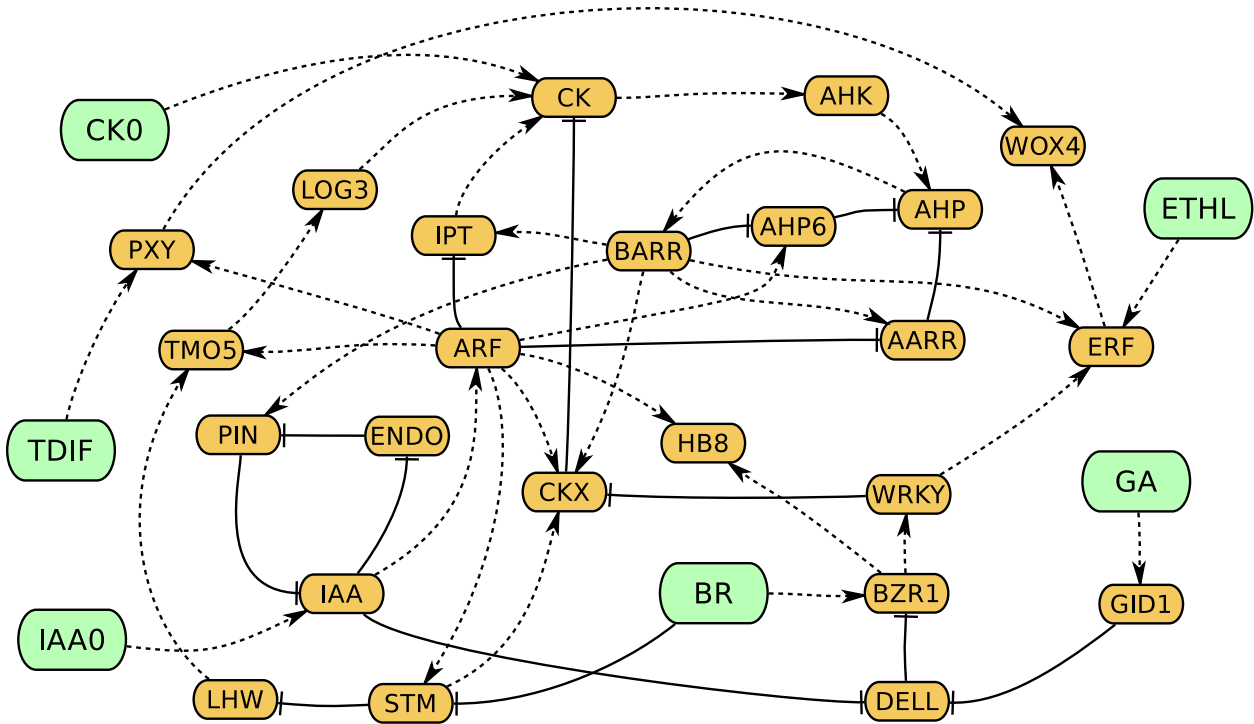 CK
AHK
CK0
WOX4
LOG3
AHP
ETHL
AHP6
IPT
PXY
BARR
AARR
ERF
ARF
TMO5
PIN
ENDO
HB8
TDIF
GA
CKX
WRKY
IAA
BR
BZR1
GID1
IAA0
LHW
STM
DELL